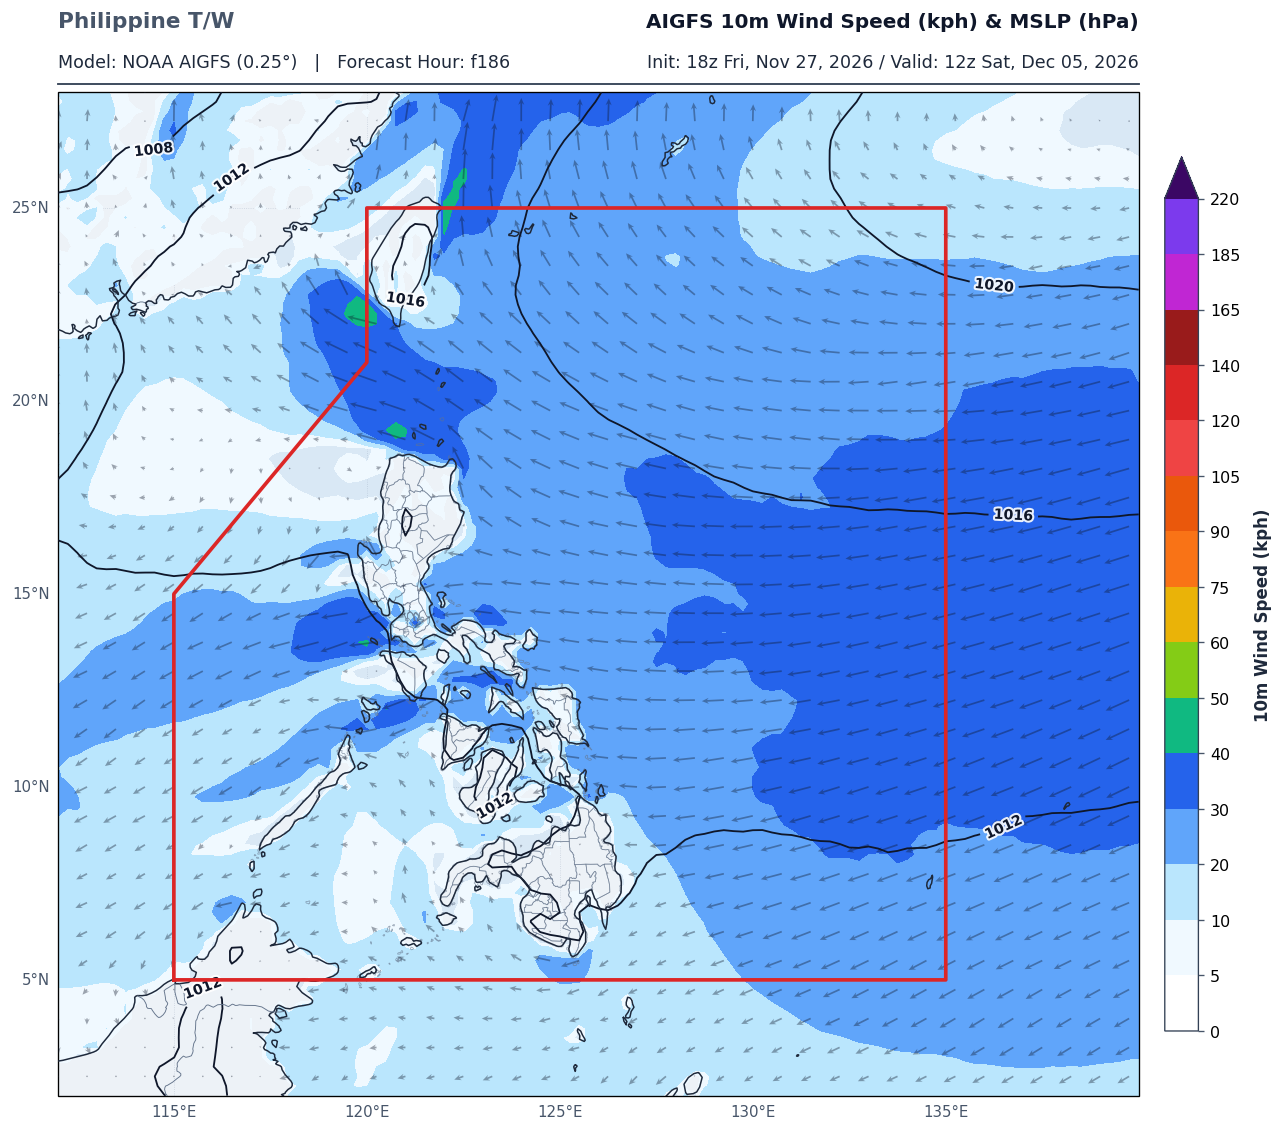 Philippine T/W
AIGFS 10m Wind Speed (kph) & MSLP (hPa)
Model: NOAA AIGFS (0.25°) | Forecast Hour: f186
Init: 18z Fri, Nov 27, 2026 / Valid: 12z Sat, Dec 05, 2026
1008
1012
25°N
1016
1020
20°N
1016
15°N
10°N
1012
1012
5°N
1012
115°E
120°E
125°E
130°E
135°E
220
185
165
140
120
105
90
75
60
50
40
30
20
10
5
0
10m Wind Speed (kph)